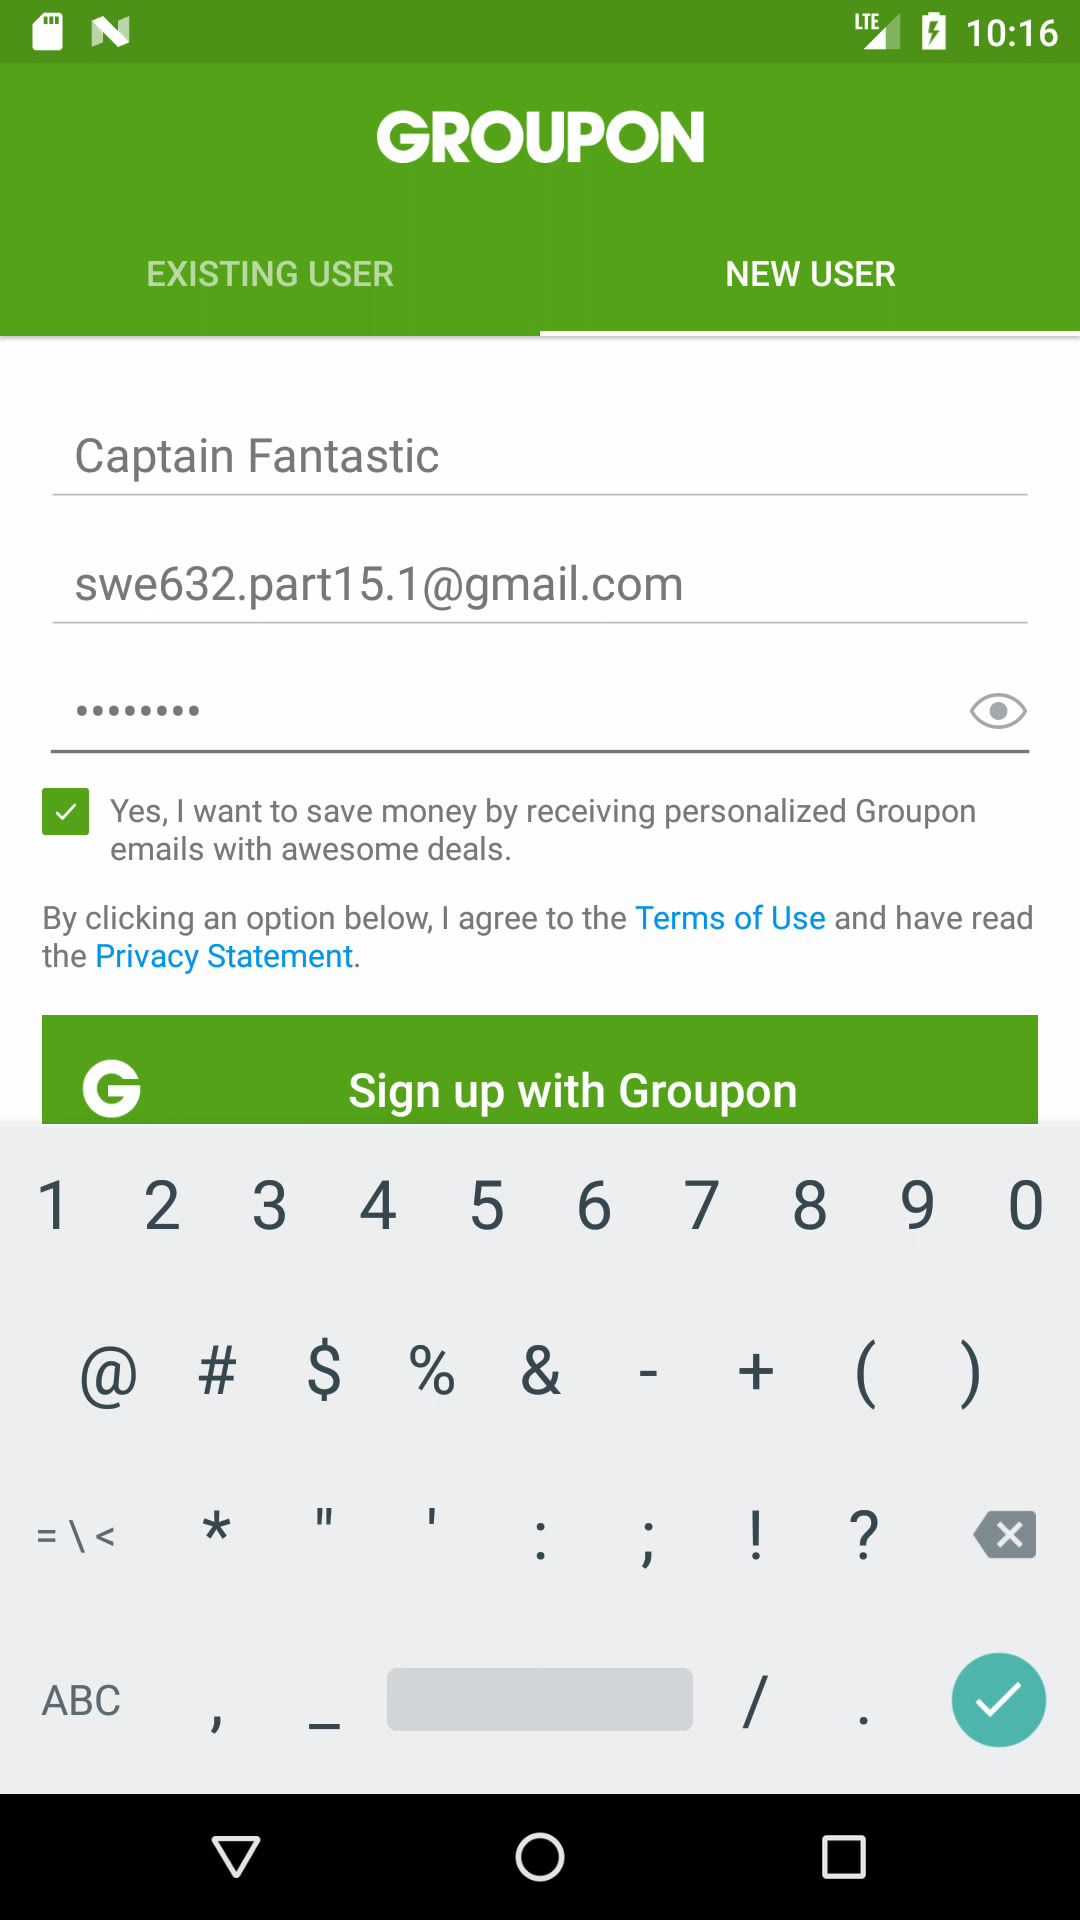 LTE 10:16
GROUPON
EXISTING USER NEW USER
Captain Fantastic
swe632.part15.1@gmail.com
••••••••
Yes, I want to save money by receiving personalized Groupon
emails with awesome deals.
By clicking an option below, I agree to the Terms of Use and have read
the Privacy Statement.
G Sign up with Groupon
1 2 3 4 5 6 7 8 9 0
@ # $ % & - + ( )
= \ < * " ' : ; ! ?
ABC , _ / .